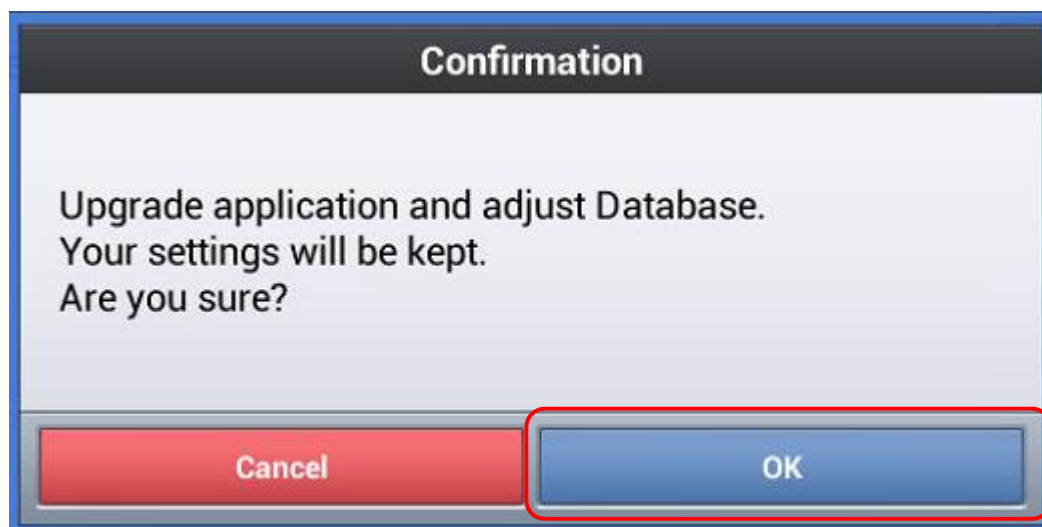 Confirmation
Upgrade application and adjust Database.
Your settings will be kept.
Are you sure?
Cancel
OK